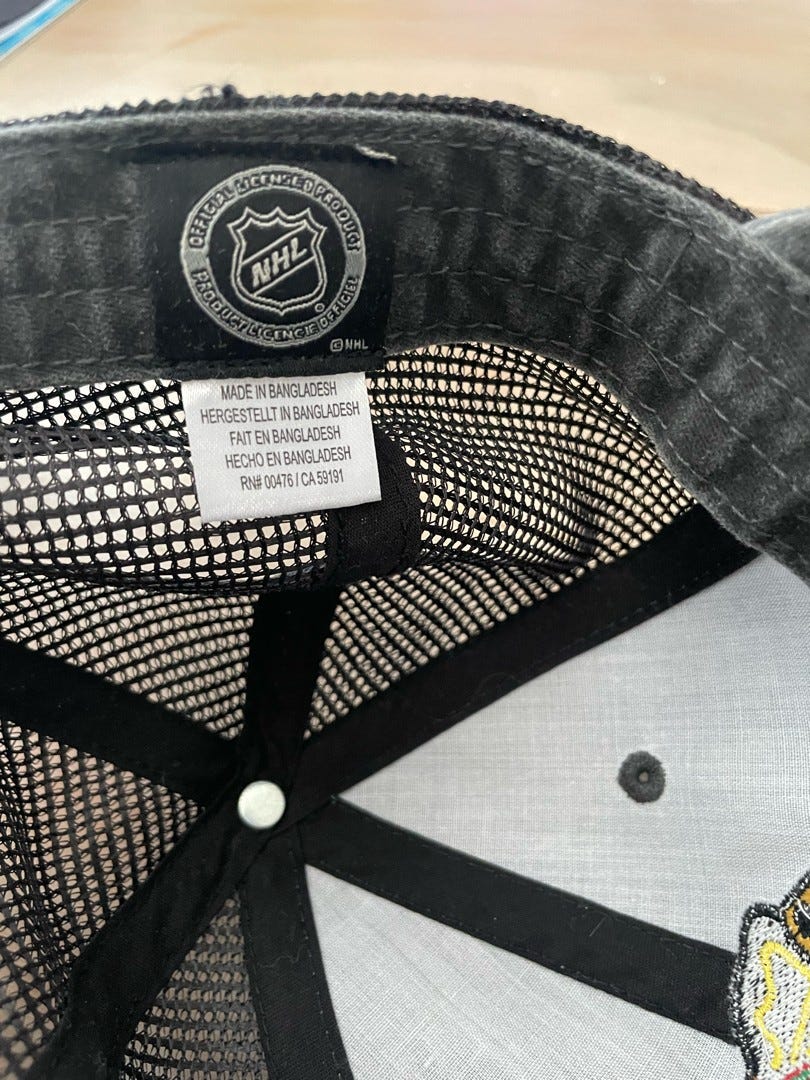 OFFICIAL LICENSED PRODUCT
NHL
®
PRODUCT LICENCIÉ OFFICIEL
© NHL
MADE IN BANGLADESH
HERGESTELLT IN BANGLADESH
FAIT EN BANGLADESH
HECHO EN BANGLADESH
RN# 00476 / CA 59191